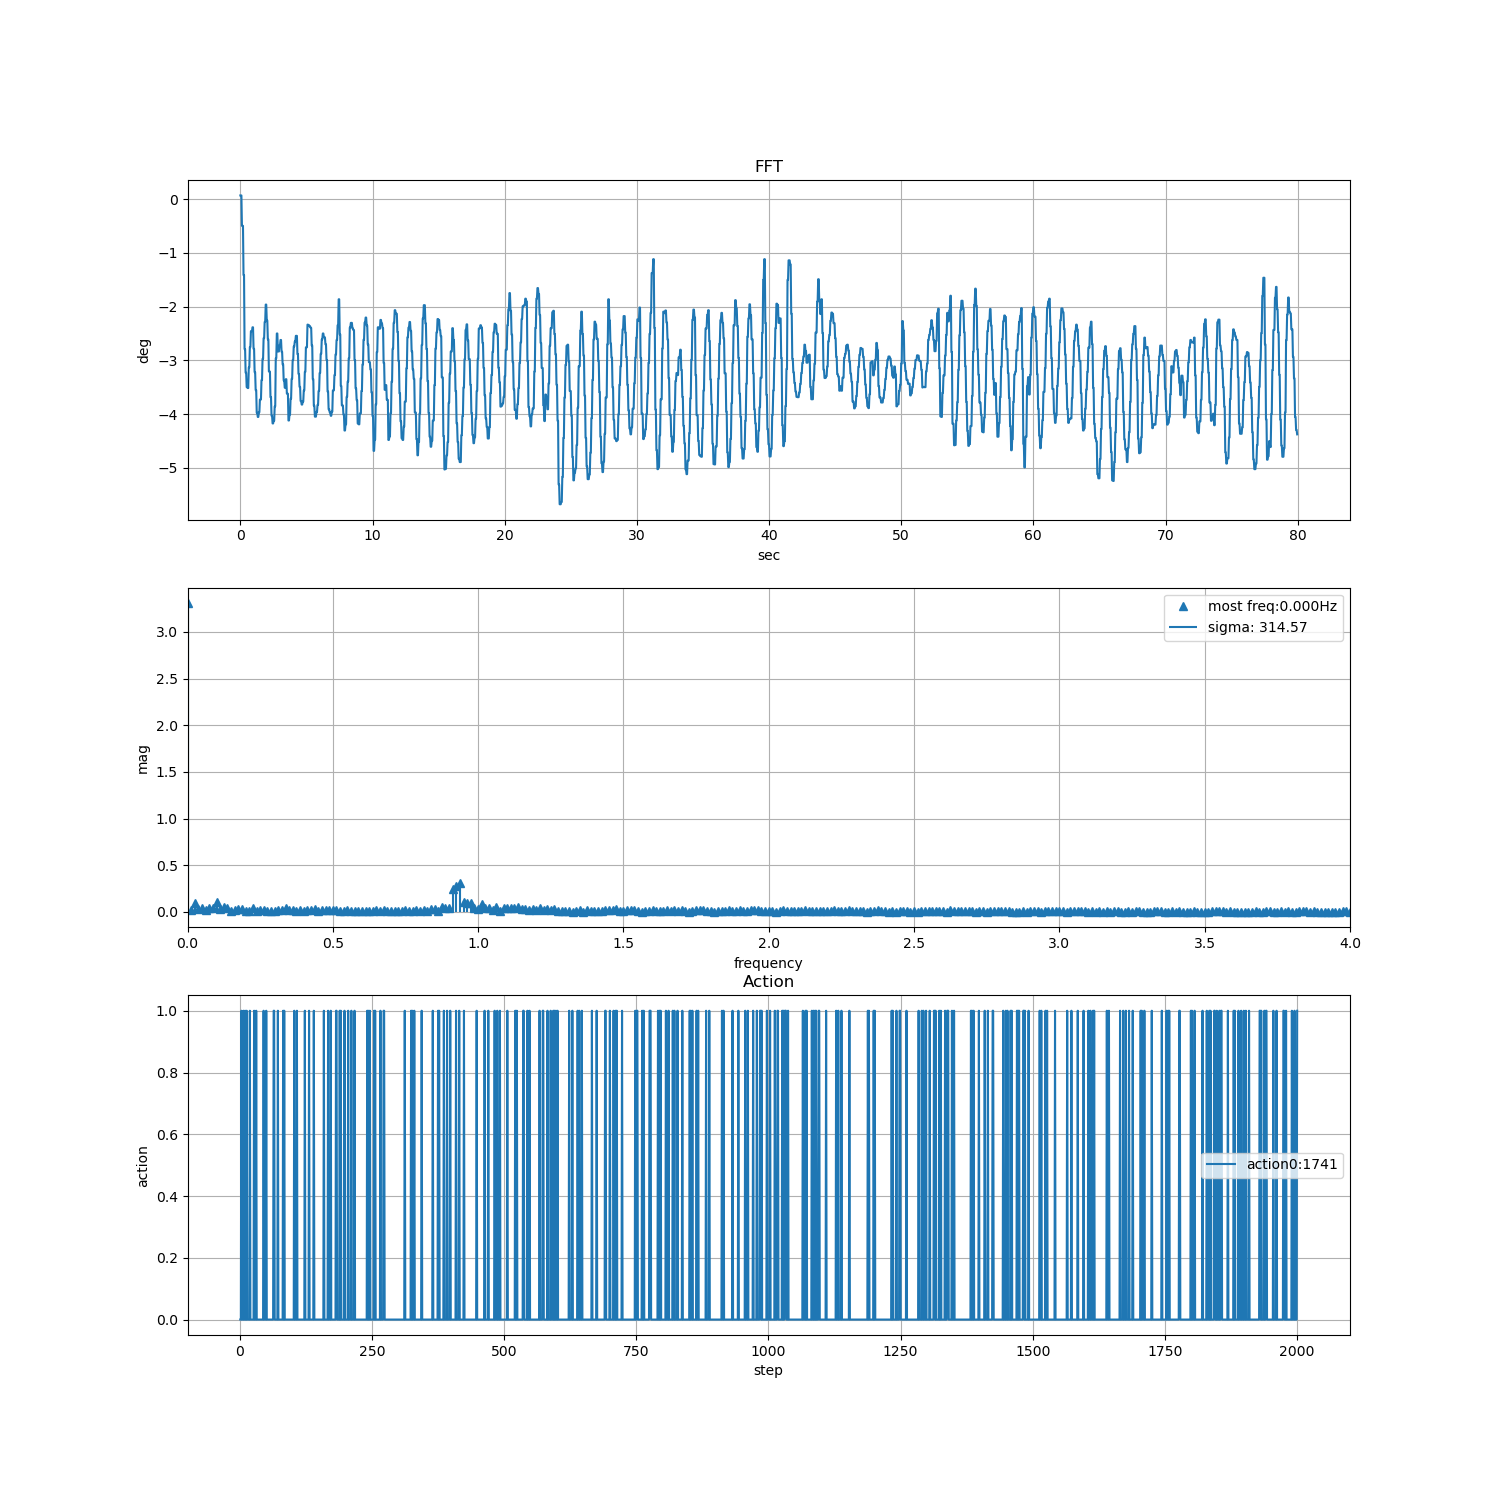 FFT
0
−1
−2
−3
−4
−5
deg
0 10 20 30 40 50 60 70 80
sec
most freq:0.000Hz
sigma: 314.57
3.0
2.5
2.0
1.5
1.0
0.5
0.0
mag
0.0 0.5 1.0 1.5 2.0 2.5 3.0 3.5 4.0
frequency
Action
1.0
0.8
0.6
0.4
0.2
0.0
action
action0:1741
0 250 500 750 1000 1250 1500 1750 2000
step